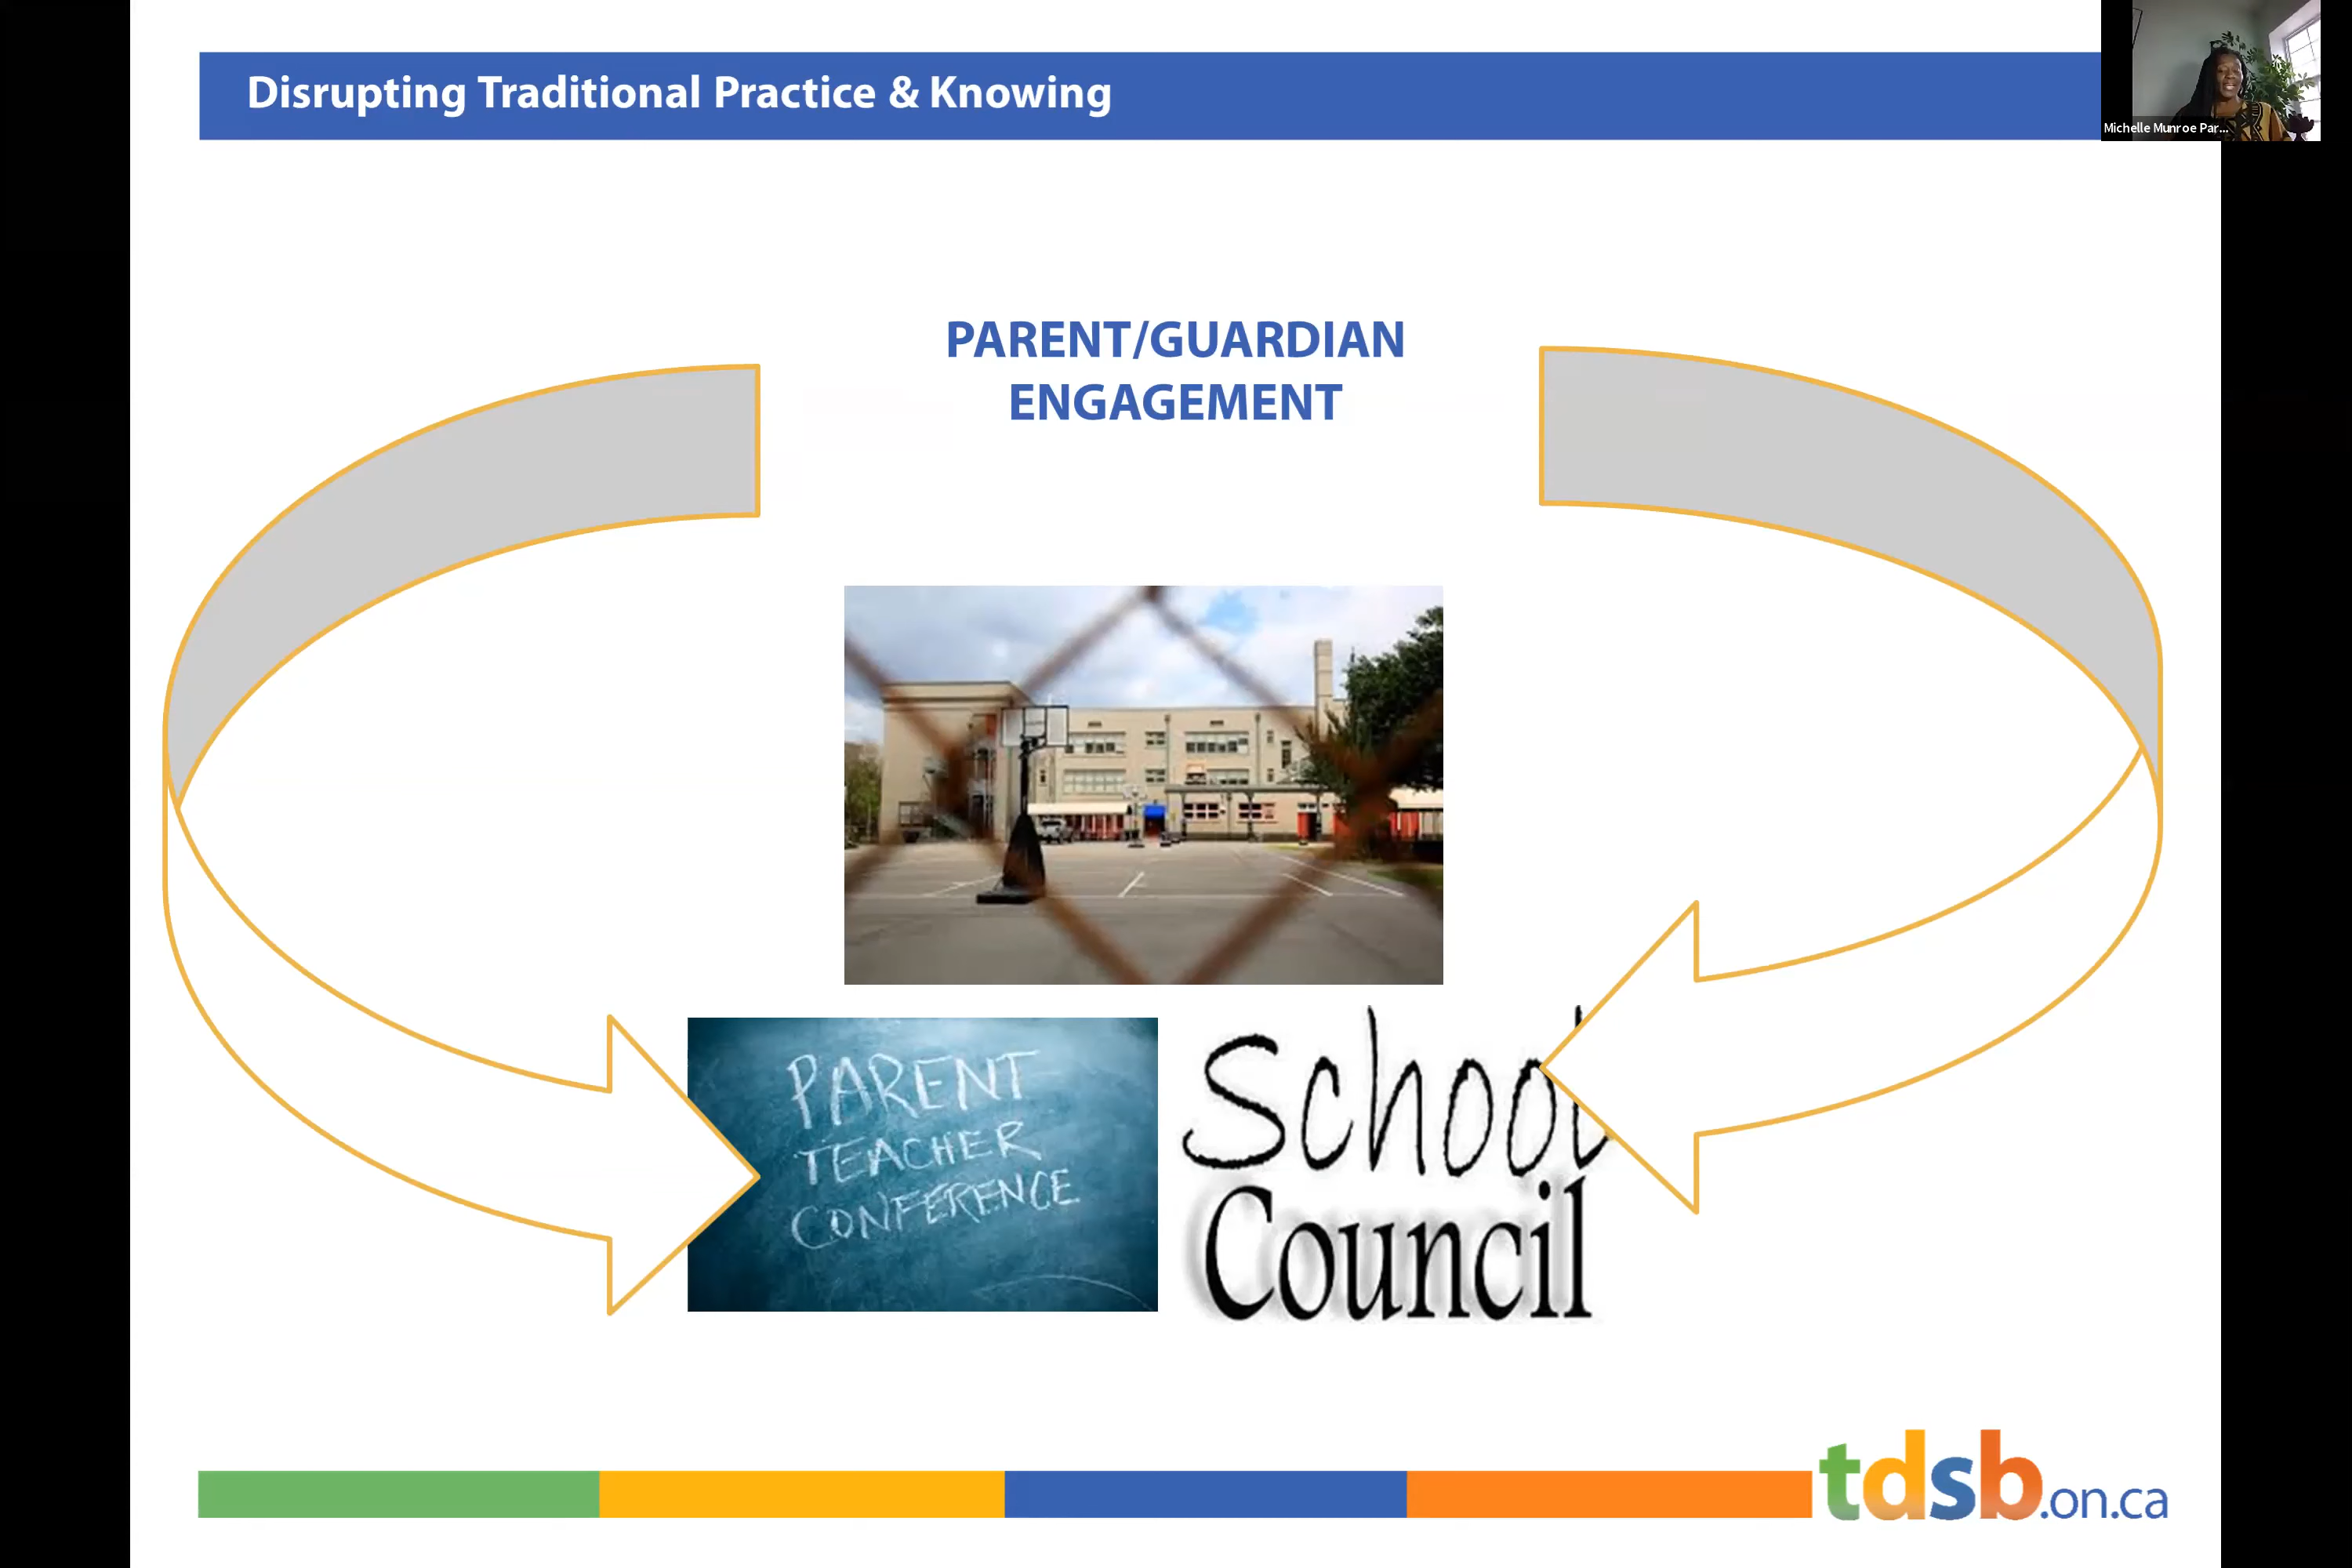 Disrupting Traditional Practice & Knowing
Michelle Munroe Par...
PARENT/GUARDIAN
ENGAGEMENT
PARENT
TEACHER
CONFERENCE
School
Council
tdsb.on.ca